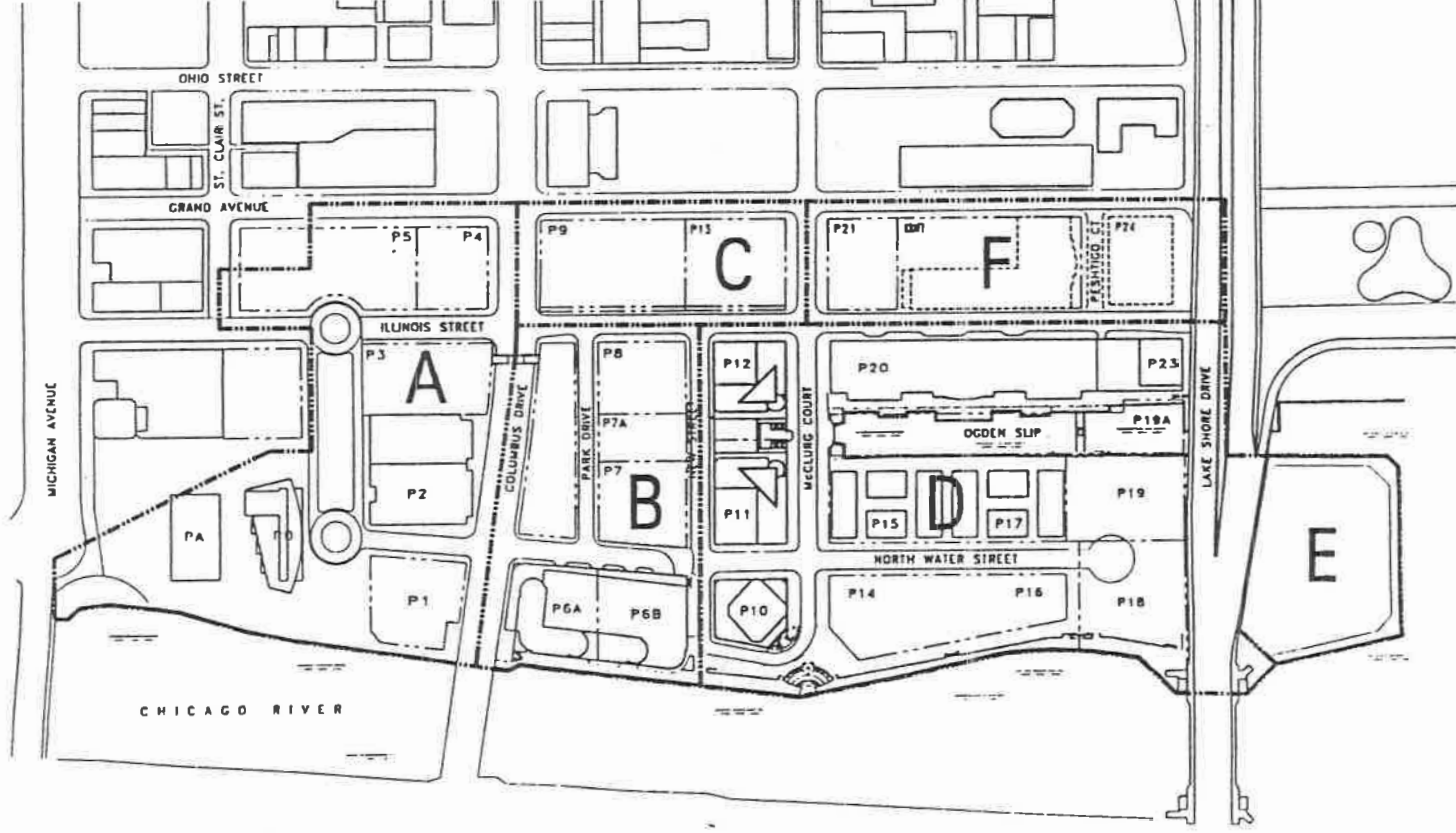 OHIO STREET
ST. CLAIR ST.
GRAND AVENUE
P5
P4
P9
P13
C
P21
F
PESHTIGO CT
P24
ILLINOIS STREET
P3
A
P8
P12
P20
P23
MICHIGAN AVENUE
COLUMBUS DRIVE
PARK DRIVE
P7A
McCLURG COURT
OGDEN SLIP
P19A
LAKE SHORE DRIVE
P7
P2
B
P11
P15
D
P17
P19
PA
E
NORTH WATER STREET
P1
P6A
P6B
P10
P14
P16
P18
CHICAGO RIVER